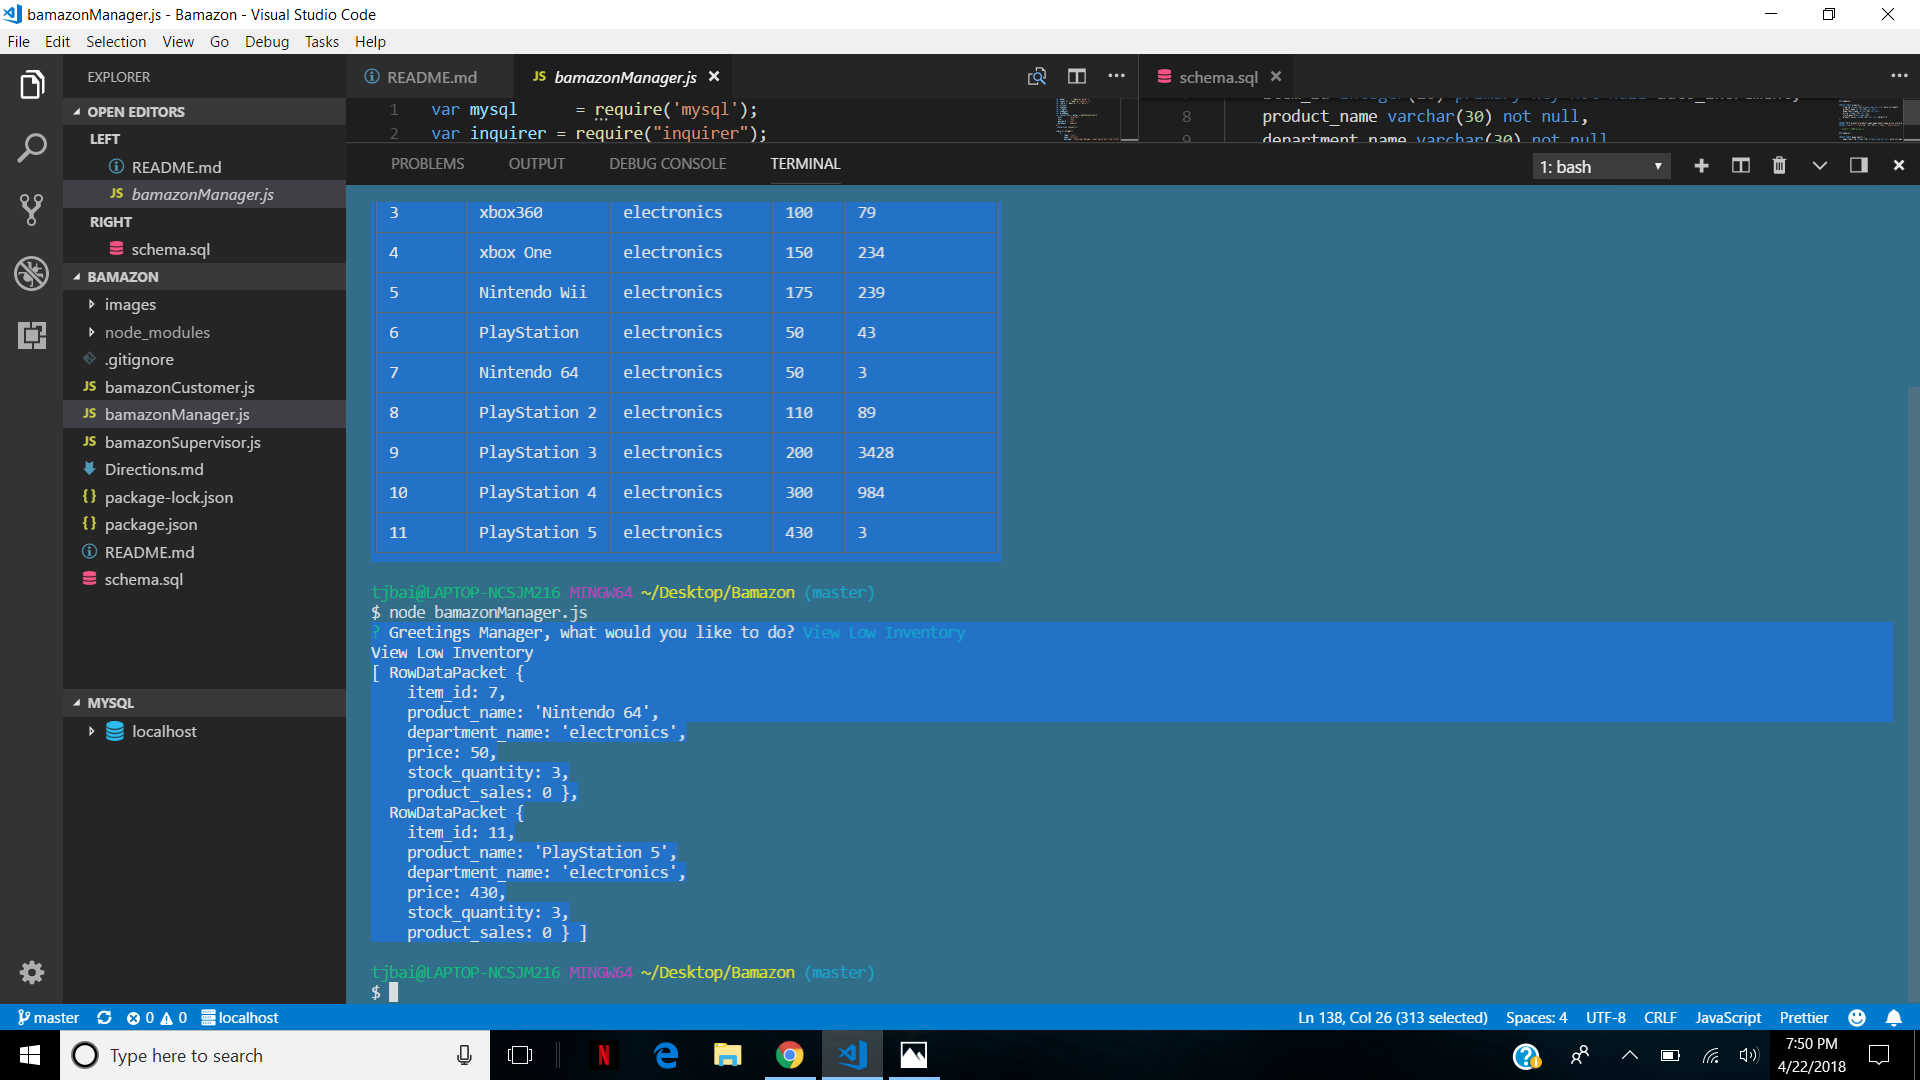 bamazonManager.js - Bamazon - Visual Studio Code
File Edit Selection View Go Debug Tasks Help
EXPLORER
OPEN EDITORS
LEFT
README.md
JS bamazonManager.js
RIGHT
schema.sql
BAMAZON
images
node_modules
.gitignore
JS bamazonCustomer.js
JS bamazonManager.js
JS bamazonSupervisor.js
Directions.md
{} package-lock.json
{} package.json
README.md
schema.sql
MYSQL
localhost
README.md JS bamazonManager.js
1 var mysql = require('mysql');
2 var inquirer = require("inquirer");
schema.sql
8 product_name varchar(30) not null,
9 department_name varchar(30) not null
PROBLEMS OUTPUT DEBUG CONSOLE TERMINAL 1: bash
3 xbox360 electronics 100 79
4 xbox One electronics 150 234
5 Nintendo Wii electronics 175 239
6 PlayStation electronics 50 43
7 Nintendo 64 electronics 50 3
8 PlayStation 2 electronics 110 89
9 PlayStation 3 electronics 200 3428
10 PlayStation 4 electronics 300 984
11 PlayStation 5 electronics 430 3
tjbai@LAPTOP-NCSJM216 MINGW64 ~/Desktop/Bamazon (master)
$ node bamazonManager.js
? Greetings Manager, what would you like to do? View Low Inventory
View Low Inventory
[ RowDataPacket {
item_id: 7,
product_name: 'Nintendo 64',
department_name: 'electronics',
price: 50,
stock_quantity: 3,
product_sales: 0 },
RowDataPacket {
item_id: 11,
product_name: 'PlayStation 5',
department_name: 'electronics',
price: 430,
stock_quantity: 3,
product_sales: 0 } ]
tjbai@LAPTOP-NCSJM216 MINGW64 ~/Desktop/Bamazon (master)
$
master 0 0 localhost Ln 138, Col 26 (313 selected) Spaces: 4 UTF-8 CRLF JavaScript Prettier
Type here to search
7:50 PM
4/22/2018